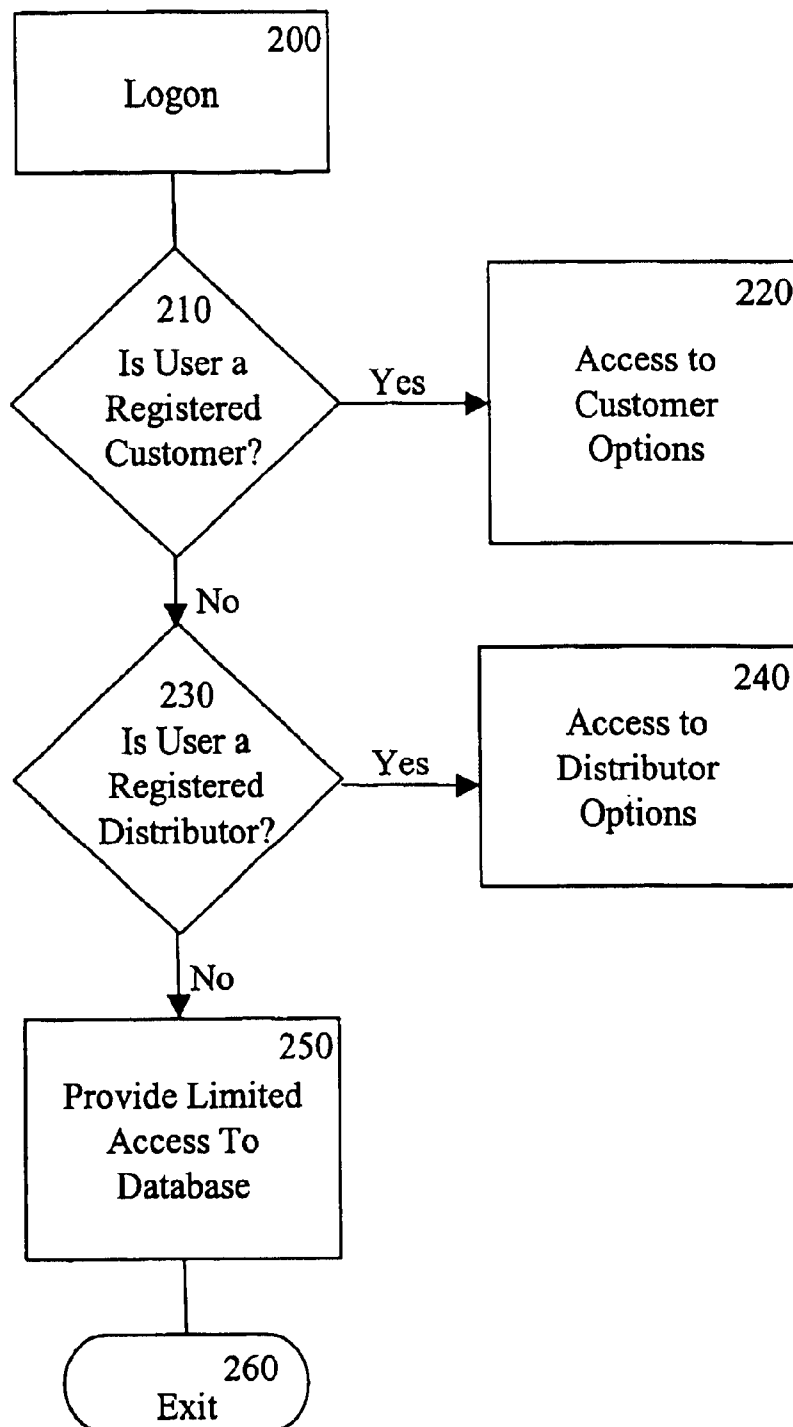 200
Logon
210
Is User a
Registered
Customer?
Yes
220
Access to
Customer
Options
No
230
Is User a
Registered
Distributor?
Yes
240
Access to
Distributor
Options
No
250
Provide Limited
Access To
Database
260
Exit